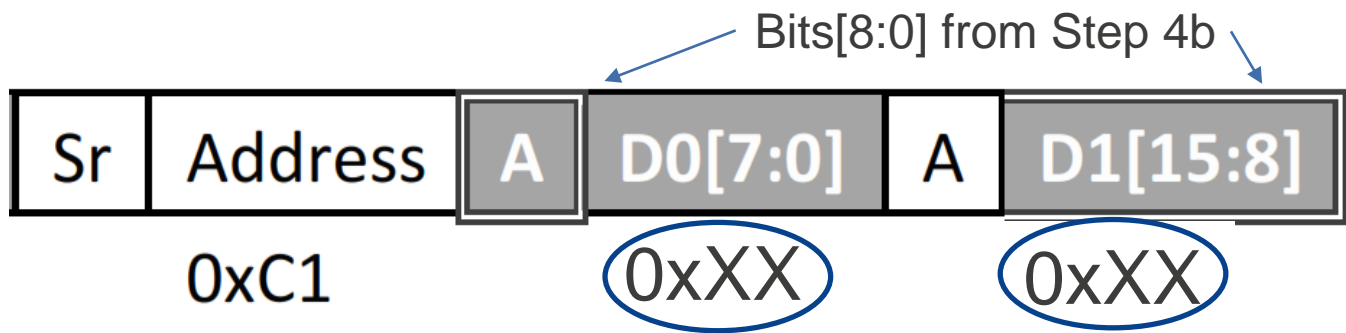 Bits[8:0] from Step 4b
Sr Address A D0[7:0] A D1[15:8]
0xC1 0xXX 0xXX